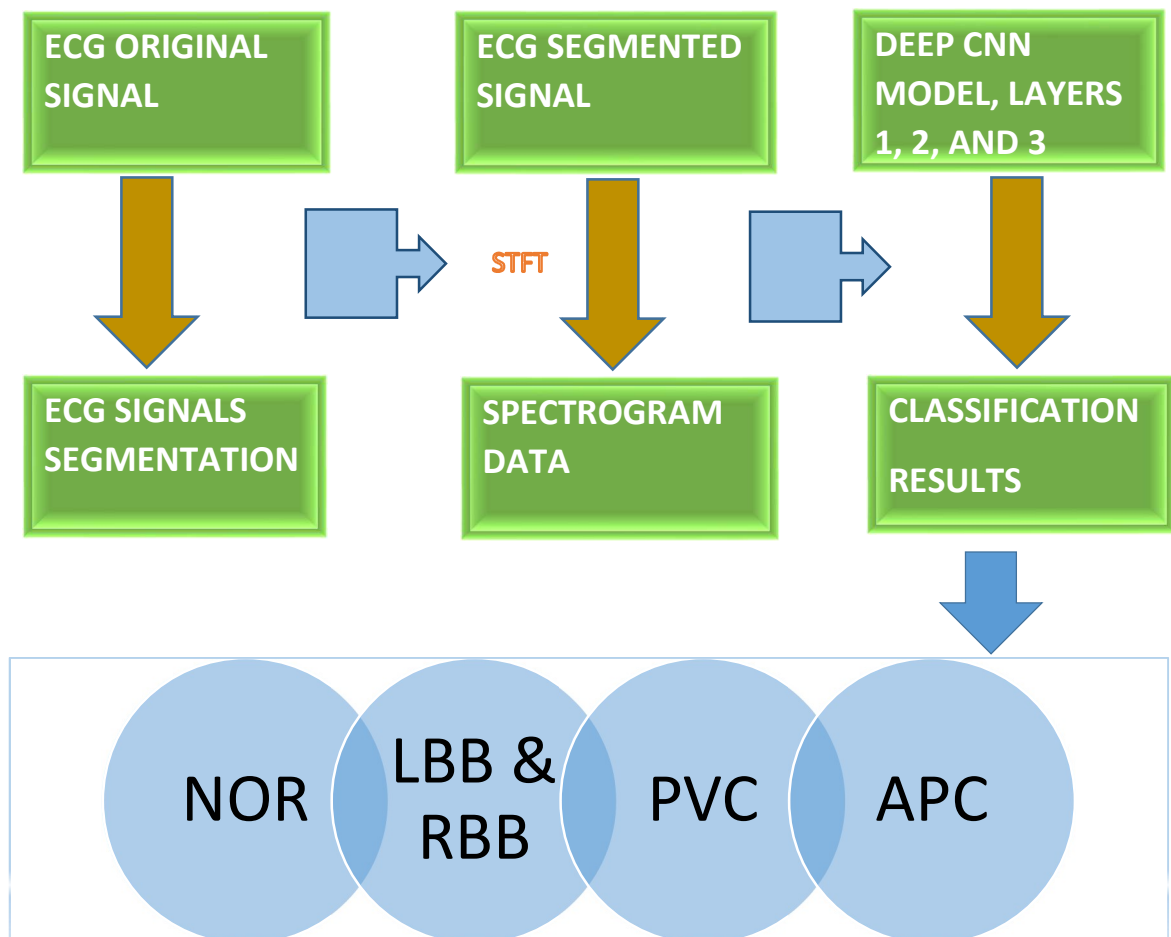 ECG ORIGINAL
SIGNAL
ECG SEGMENTED
SIGNAL
DEEP CNN
MODEL, LAYERS
1, 2, AND 3
STFT
ECG SIGNALS
SEGMENTATION
SPECTROGRAM
DATA
CLASSIFICATION
RESULTS
NOR
LBB &
RBB
PVC
APC